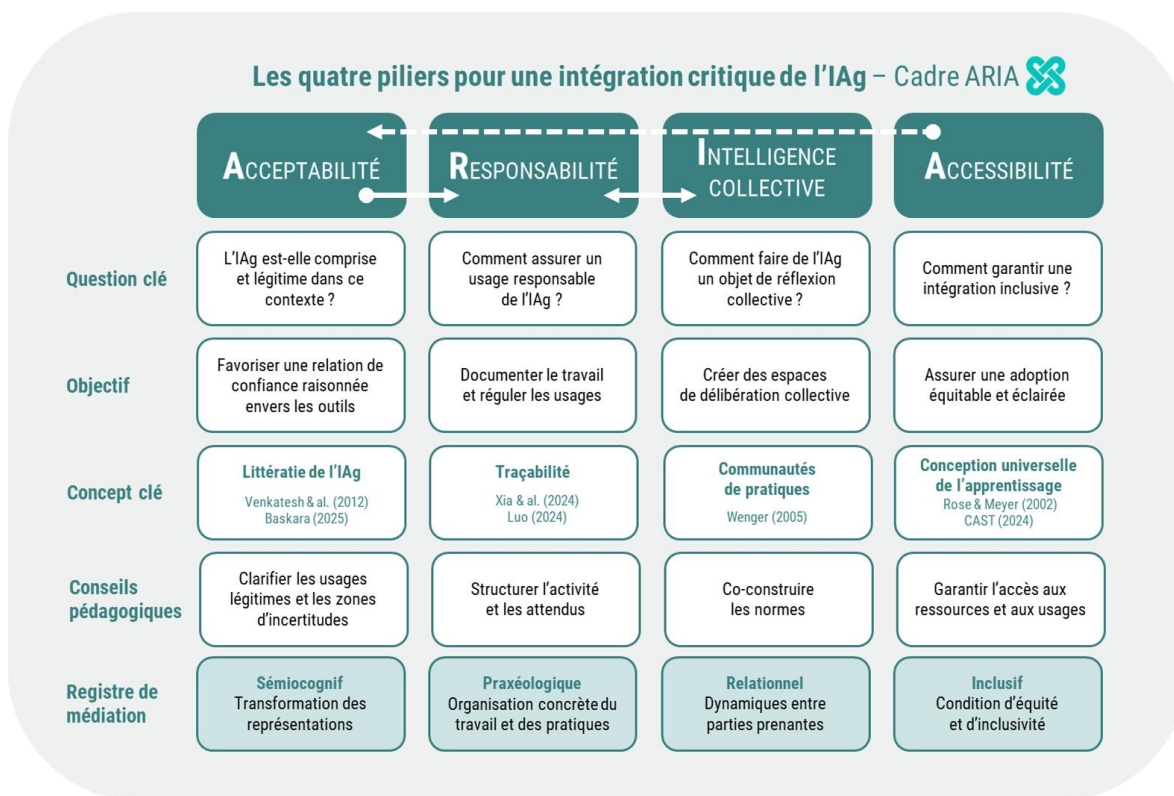 Les quatre piliers pour une intégration critique de l'IAg – Cadre ARIA
ACCEPTABILITÉ
RESPONSABILITÉ
INTELLIGENCE
COLLECTIVE
ACCESSIBILITÉ
Question clé
L'IAg est-elle comprise
et légitime dans ce
contexte ?
Comment assurer un
usage responsable
de l'IAg ?
Comment faire de l'IAg
un objet de réflexion
collective ?
Comment garantir une
intégration inclusive ?
Objectif
Favoriser une relation de
confiance raisonnée
envers les outils
Documenter le travail
et réguler les usages
Créer des espaces
de délibération collective
Assurer une adoption
équitable et éclairée
Concept clé
Littératie de l'IAg
Venkatesh & al. (2012)
Baskara (2025)
Traçabilité
Xia & al. (2024)
Luo (2024)
Communautés
de pratiques
Wenger (2005)
Conception universelle
de l'apprentissage
Rose & Meyer (2002)
CAST (2024)
Conseils
pédagogiques
Clarifier les usages
légitimes et les zones
d'incertitudes
Structurer l'activité
et les attendus
Co-construire
les normes
Garantir l'accès aux
ressources et aux usages
Registre de
médiation
Sémiocognif
Transformation des
représentations
Praxéologique
Organisation concrète du
travail et des pratiques
Relationnel
Dynamiques entre
parties prenantes
Inclusif
Condition d'équité
et d'inclusivité